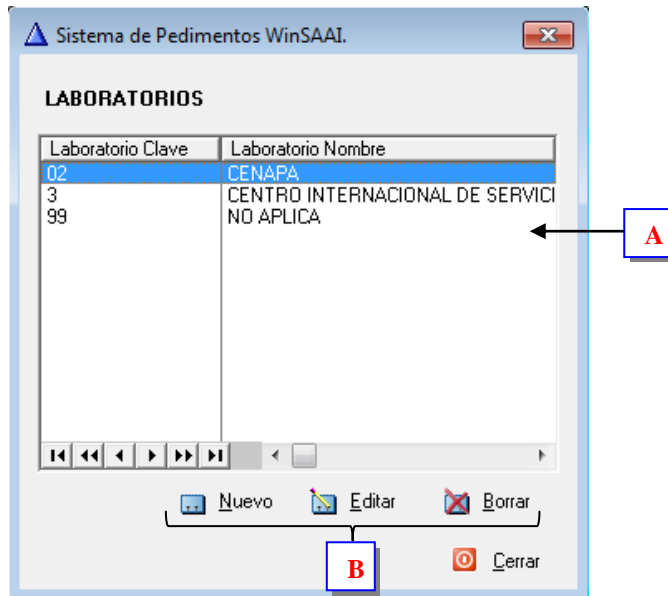 Sistema de Pedimentos WinSAAI.
LABORATORIOS
Laboratorio Clave Laboratorio Nombre
02 CENAPA
3 CENTRO INTERNACIONAL DE SERVICI
99 NO APLICA
A
Nuevo Editar Borrar
B
Cerrar